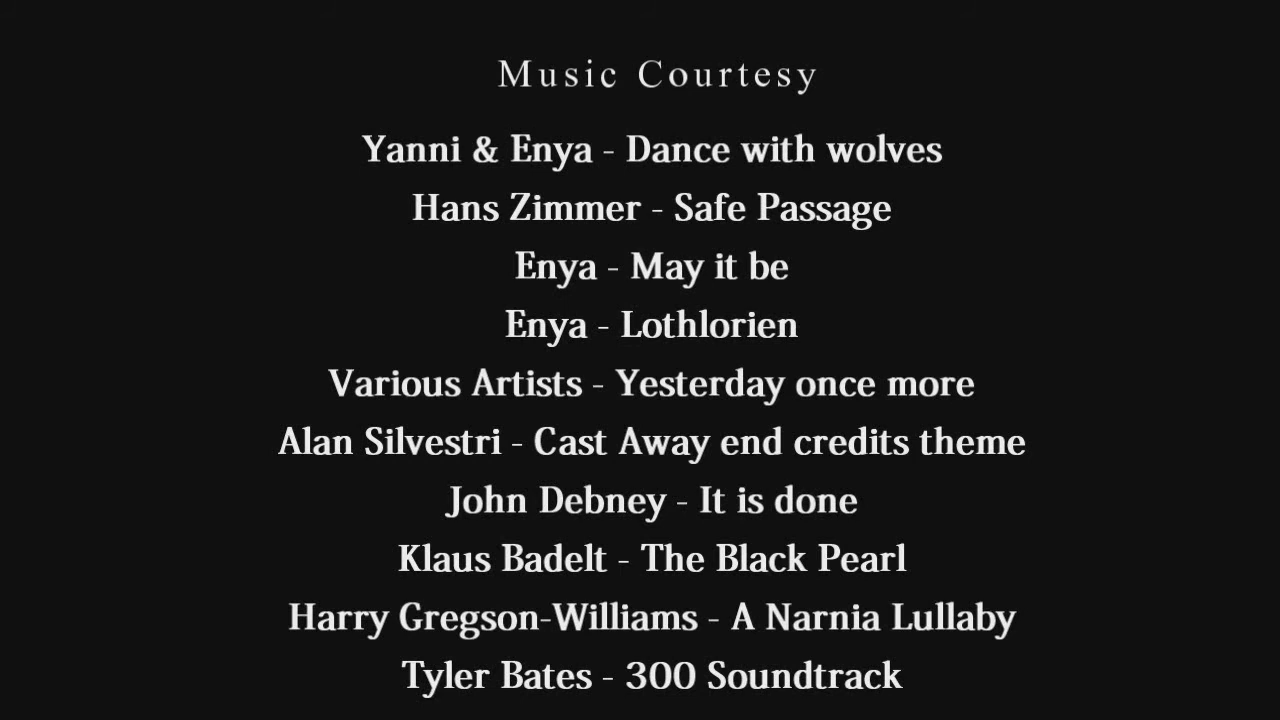 Music Courtesy
Yanni & Enya - Dance with wolves
Hans Zimmer - Safe Passage
Enya - May it be
Enya - Lothlorien
Various Artists - Yesterday once more
Alan Silvestri - Cast Away end credits theme
John Debney - It is done
Klaus Badelt - The Black Pearl
Harry Gregson-Williams - A Narnia Lullaby
Tyler Bates - 300 Soundtrack